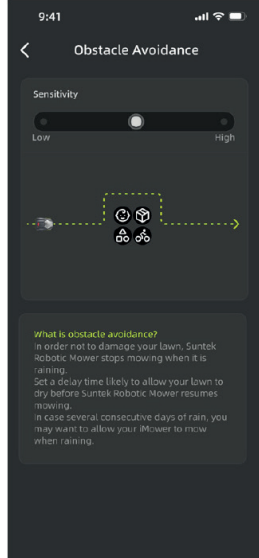 9:41
Obstacle Avoidance
Sensitivity
Low High
What is obstacle avoidance?
In order not to damage your lawn, Suntek
Robotic Mower stops mowing when it is
raining.
Set a delay time likely to allow your lawn to
dry before Suntek Robotic Mower resumes
mowing.
In case several consecutive days of rain, you
may want to allow your iMower to mow
when raining.